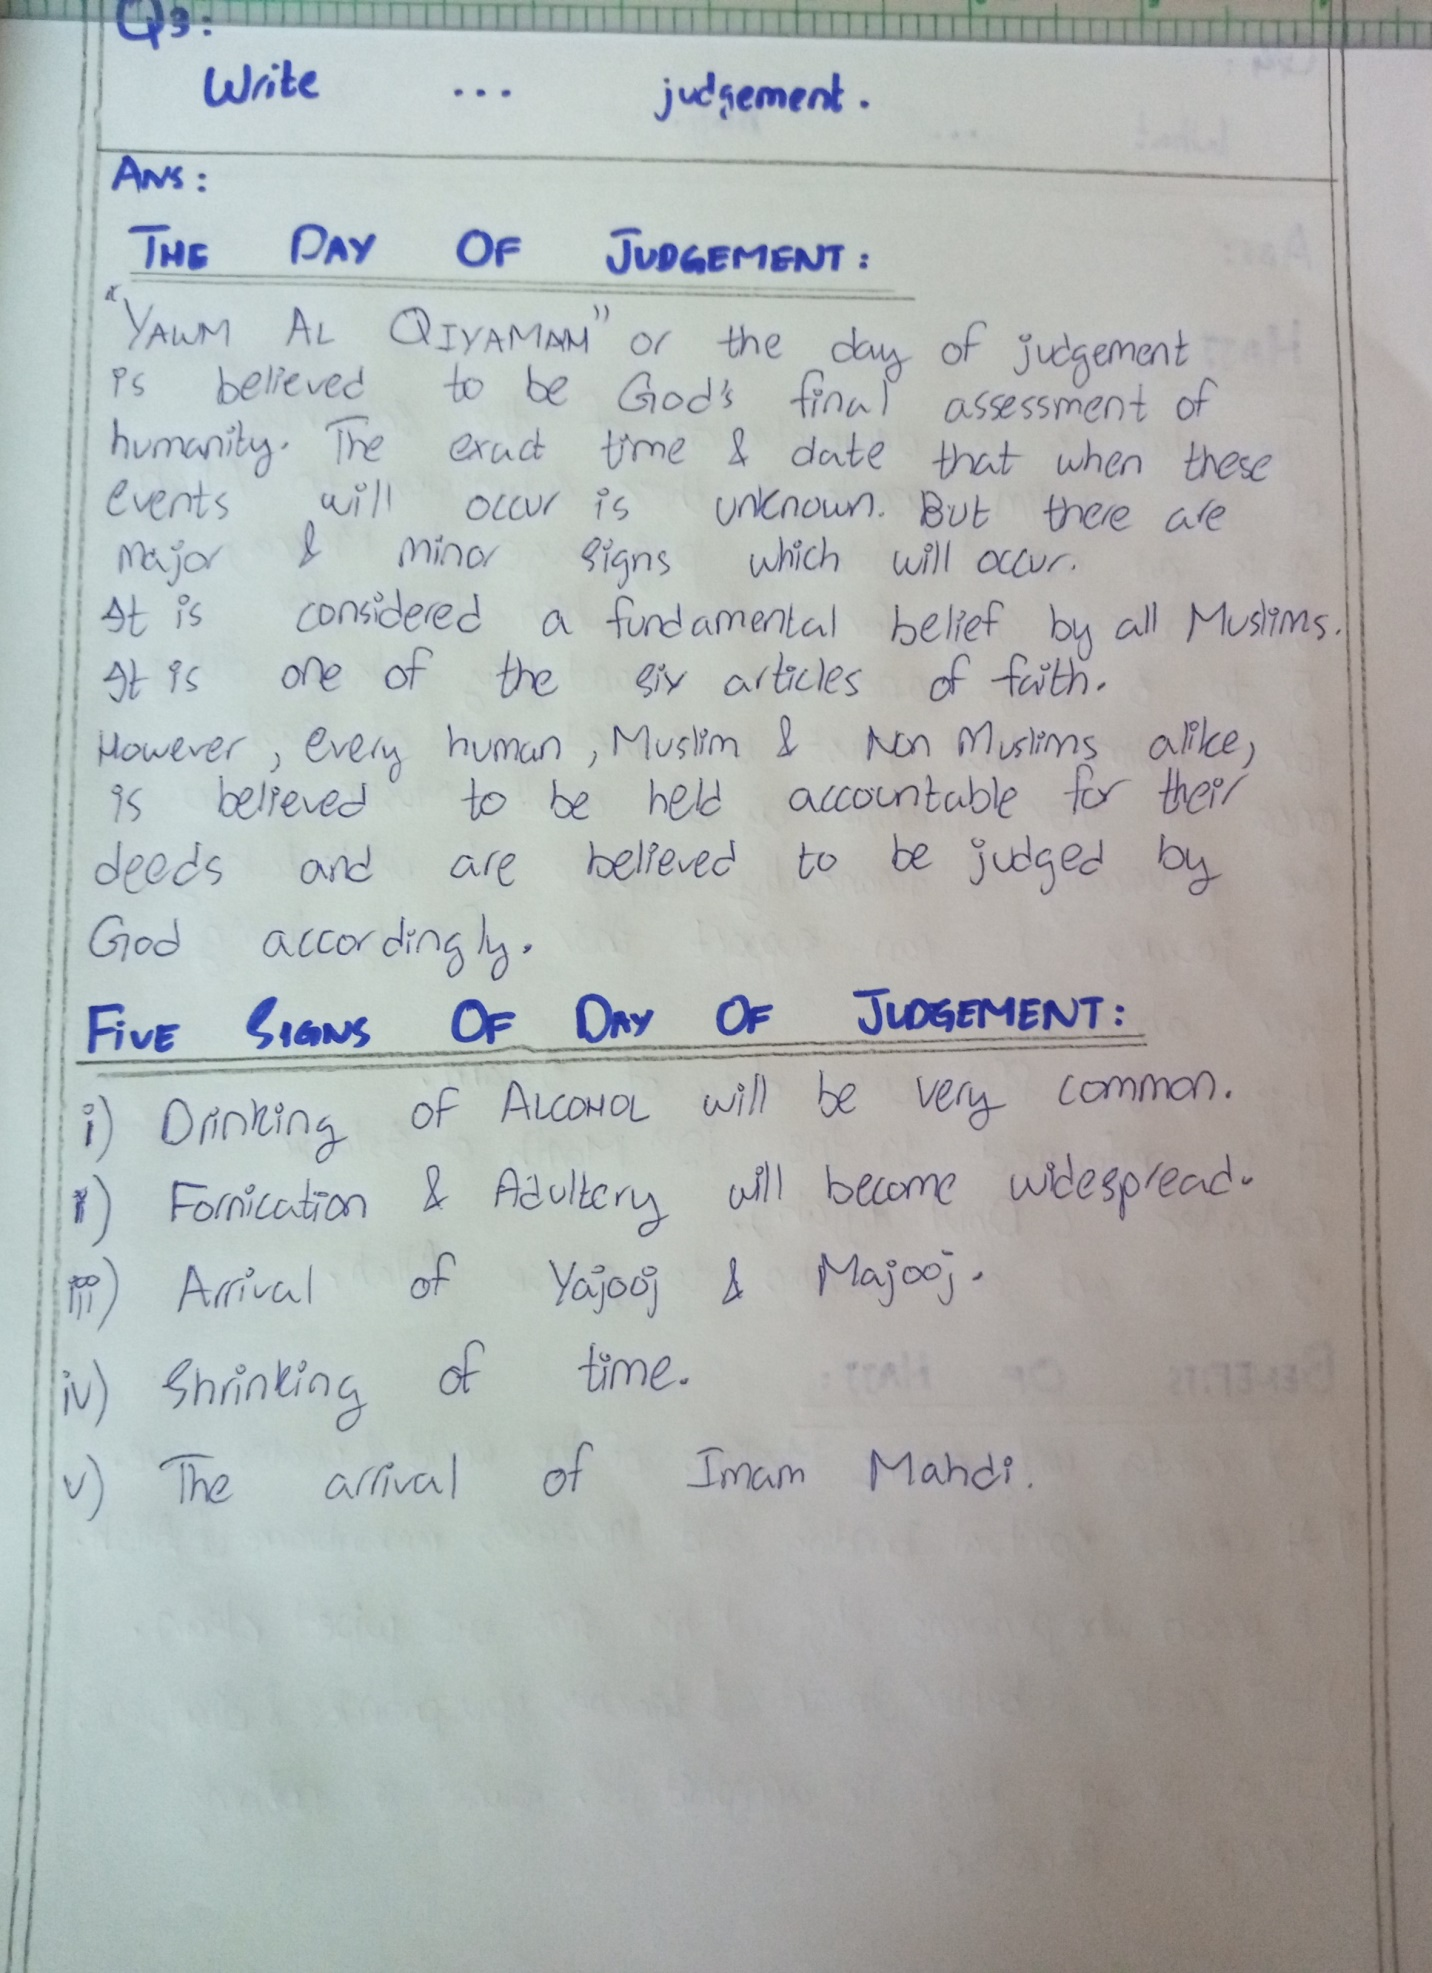 Q3:
Write ... judgement.
ANS:
THE DAY OF JUDGEMENT:
"YAWM AL QIYAMAH" or the day of judgement
is believed to be God's final assessment of
humanity. The exact time & date that when these
events will occur is unknown. But there are
major & minor signs which will occur.
It is considered a fundamental belief by all Muslims.
It is one of the six articles of faith.
However, every human, Muslim & Non Muslims alike,
is believed to be held accountable for their
deeds and are believed to be judged by
God accordingly.
FIVE SIGNS OF DAY OF JUDGEMENT:
i) Drinking of ALCOHOL will be very common.
ii) Fornication & Adultery will become widespread.
iii) Arrival of Yajooj & Majooj.
iv) Shrinking of time.
v) The arrival of Imam Mahdi.